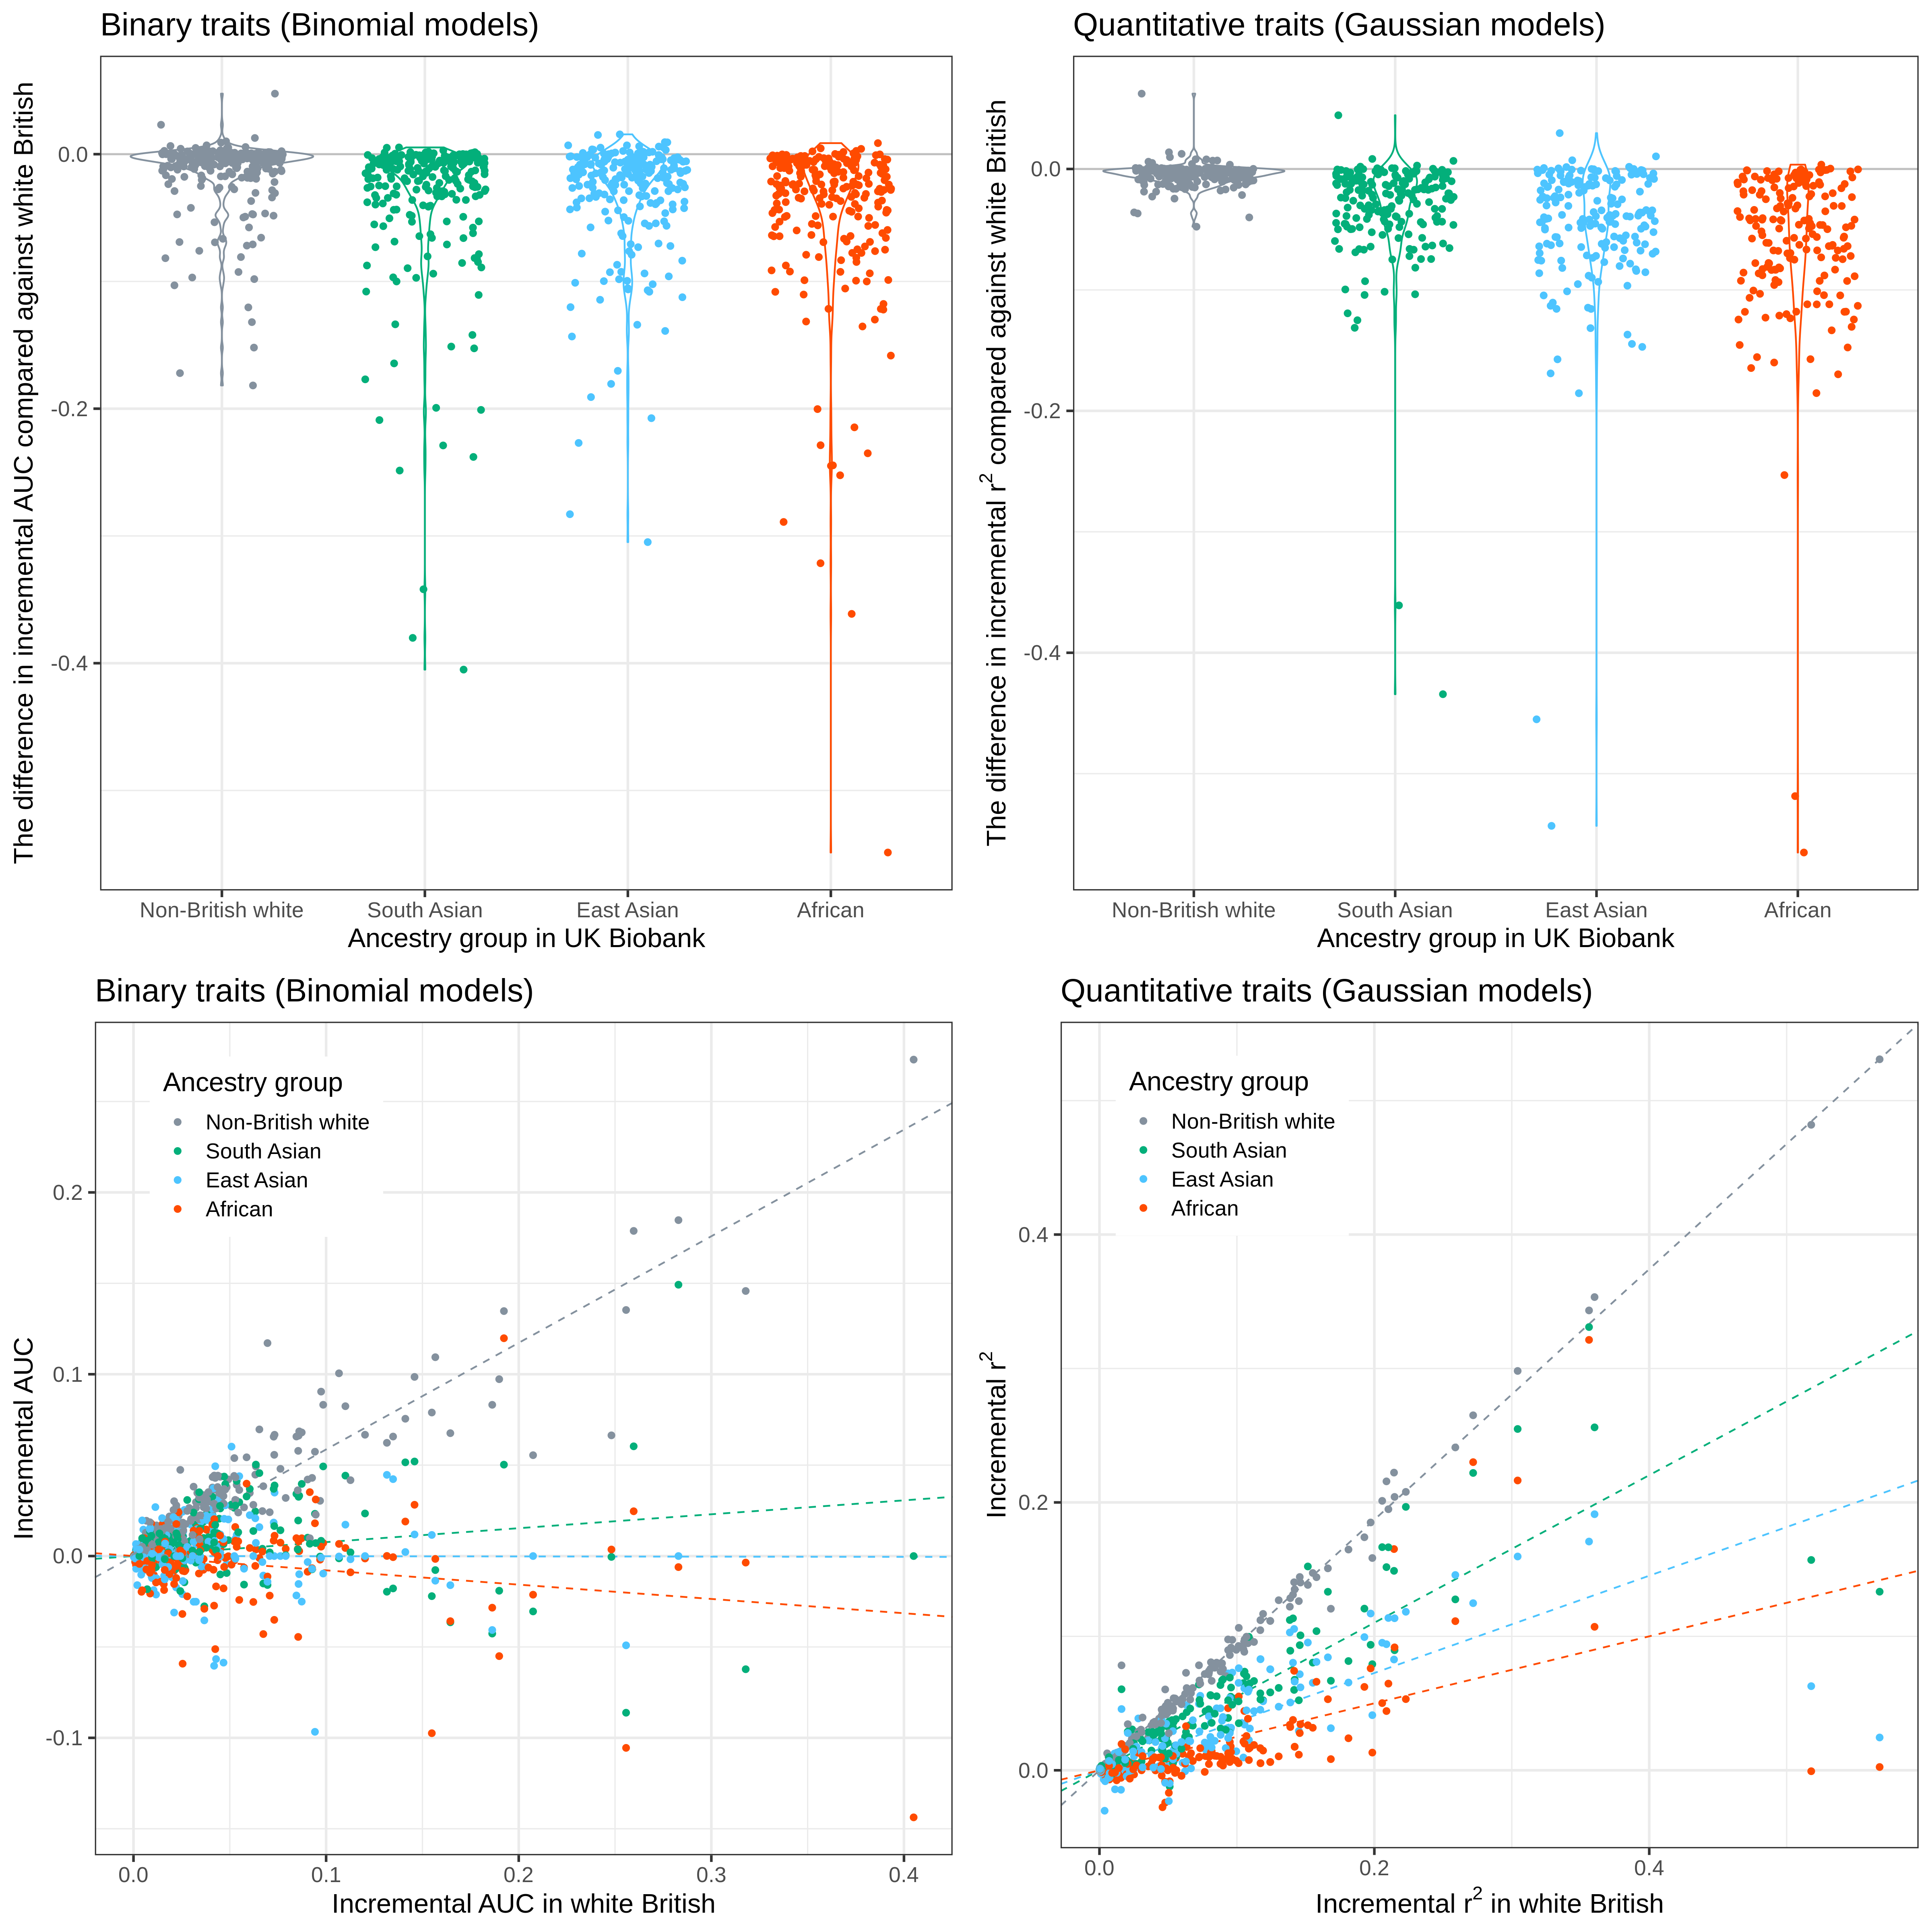 Binary traits (Binomial models)
The difference in incremental AUC compared against white British
0.0
-0.2
-0.4
Non-British white
South Asian
East Asian
African
Ancestry group in UK Biobank
Quantitative traits (Gaussian models)
The difference in incremental r² compared against white British
0.0
-0.2
-0.4
Non-British white
South Asian
East Asian
African
Ancestry group in UK Biobank
Binary traits (Binomial models)
Incremental AUC
0.2
0.1
0.0
-0.1
Ancestry group
Non-British white
South Asian
East Asian
African
0.0
0.1
0.2
0.3
0.4
Incremental AUC in white British
Quantitative traits (Gaussian models)
Incremental r²
0.4
0.2
0.0
Ancestry group
Non-British white
South Asian
East Asian
African
0.0
0.2
0.4
Incremental r² in white British